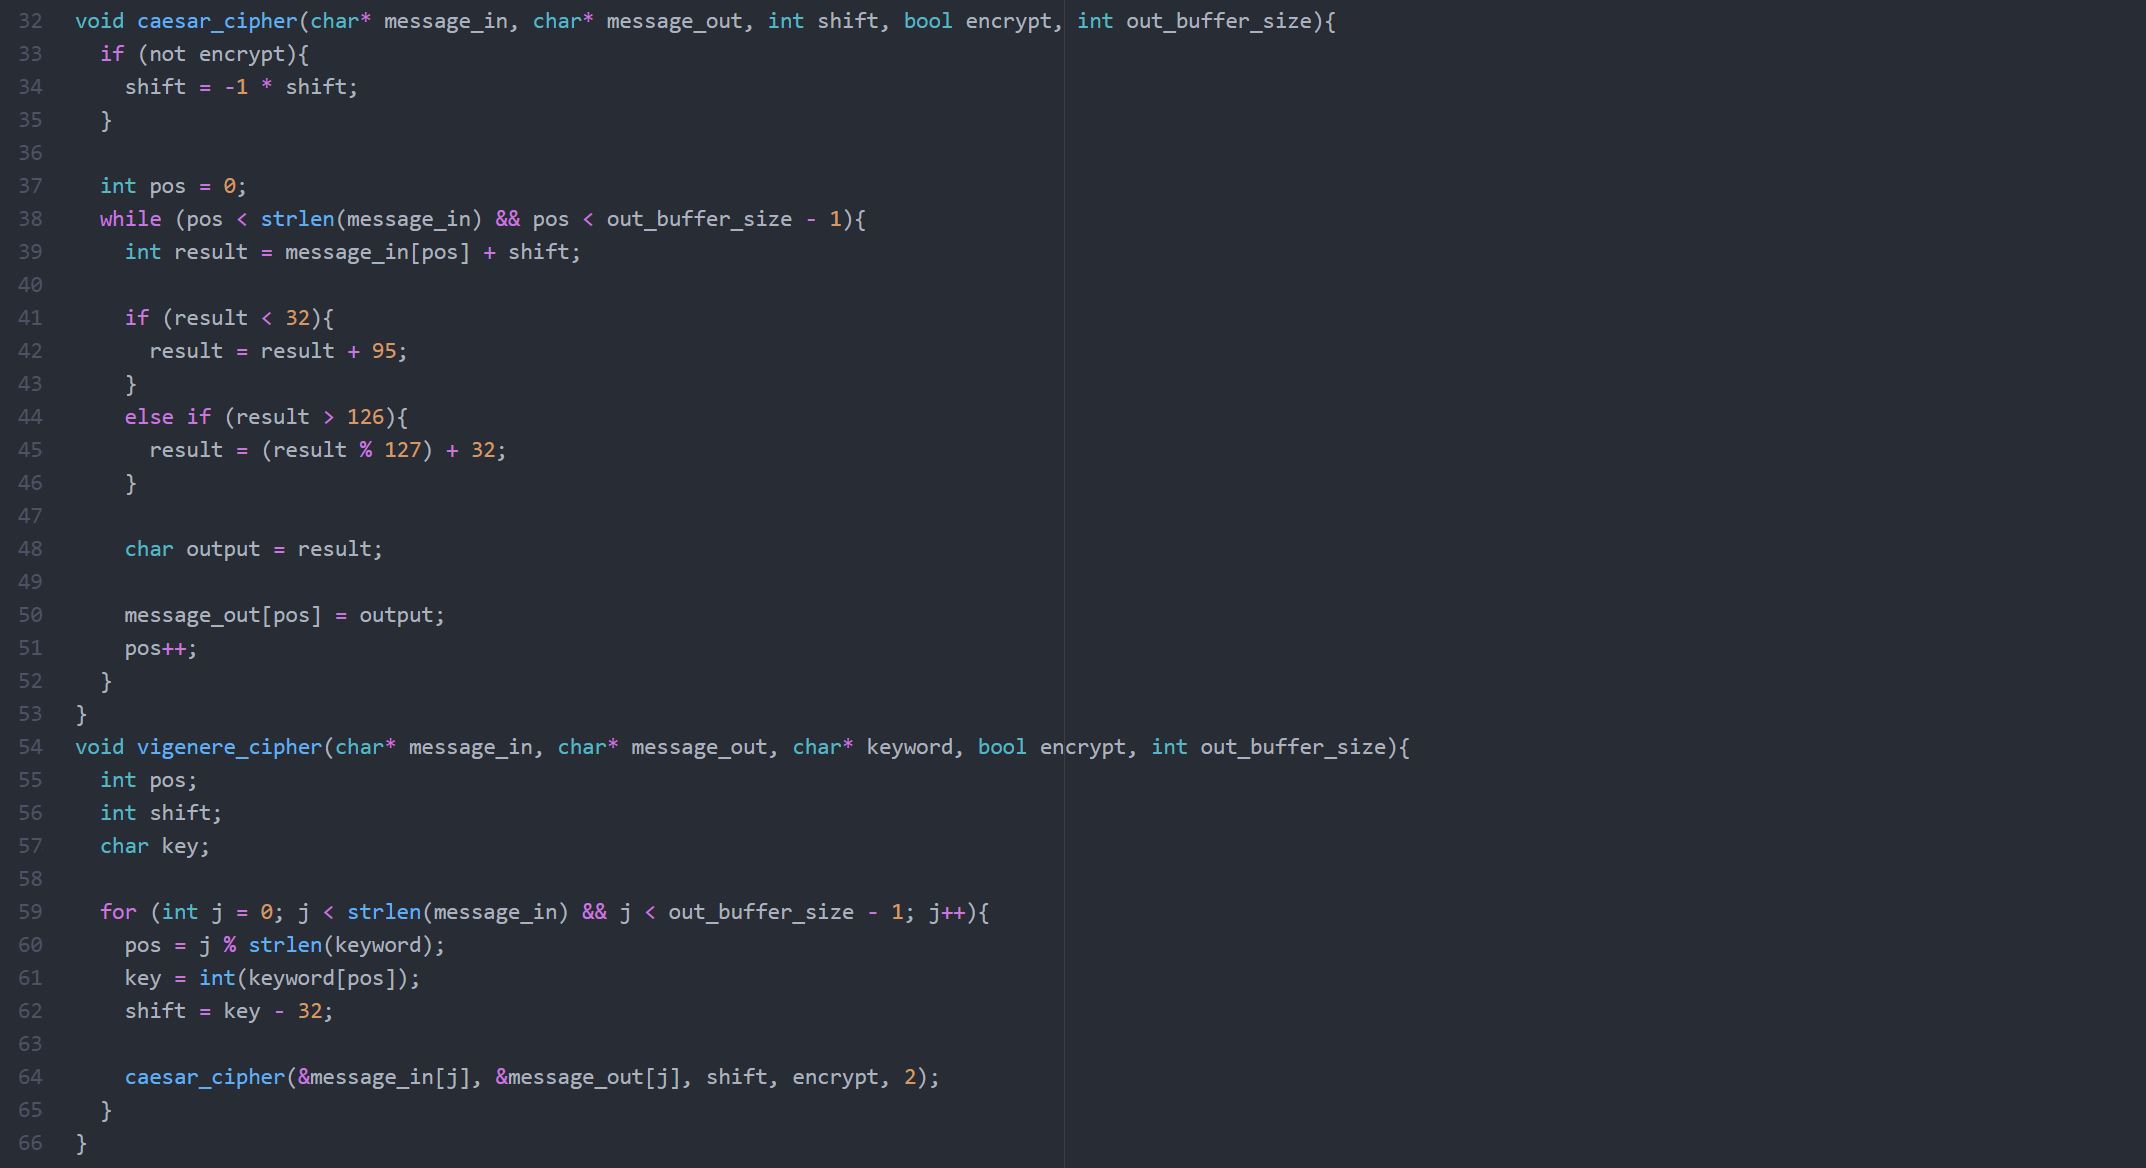 32 void caesar_cipher(char* message_in, char* message_out, int shift, bool encrypt, int out_buffer_size){
33   if (not encrypt){
34     shift = -1 * shift;
35   }
36
37   int pos = 0;
38   while (pos < strlen(message_in) && pos < out_buffer_size - 1){
39     int result = message_in[pos] + shift;
40
41     if (result < 32){
42       result = result + 95;
43     }
44     else if (result > 126){
45       result = (result % 127) + 32;
46     }
47
48     char output = result;
49
50     message_out[pos] = output;
51     pos++;
52   }
53 }
54 void vigenere_cipher(char* message_in, char* message_out, char* keyword, bool encrypt, int out_buffer_size){
55   int pos;
56   int shift;
57   char key;
58
59   for (int j = 0; j < strlen(message_in) && j < out_buffer_size - 1; j++){
60     pos = j % strlen(keyword);
61     key = int(keyword[pos]);
62     shift = key - 32;
63
64     caesar_cipher(&message_in[j], &message_out[j], shift, encrypt, 2);
65   }
66 }